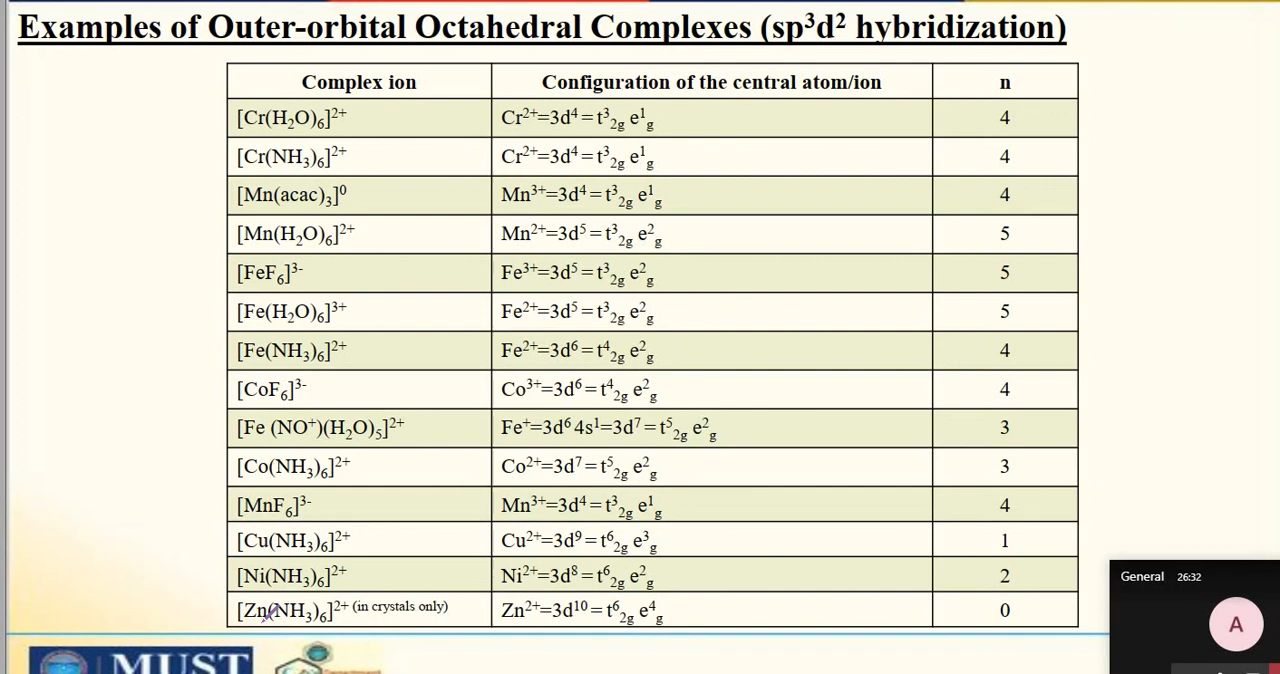 Examples of Outer-orbital Octahedral Complexes (sp³d² hybridization)
Complex ion Configuration of the central atom/ion n
[Cr(H₂O)₆]²⁺ Cr²⁺=3d⁴ = t³₂g e¹g 4
[Cr(NH₃)₆]²⁺ Cr²⁺=3d⁴ = t³₂g e¹g 4
[Mn(acac)₃]⁰ Mn³⁺=3d⁴ = t³₂g e¹g 4
[Mn(H₂O)₆]²⁺ Mn²⁺=3d⁵ = t³₂g e²g 5
[FeF₆]³⁻ Fe³⁺=3d⁵ = t³₂g e²g 5
[Fe(H₂O)₆]³⁺ Fe²⁺=3d⁵ = t³₂g e²g 5
[Fe(NH₃)₆]²⁺ Fe²⁺=3d⁶ = t⁴₂g e²g 4
[CoF₆]³⁻ Co³⁺=3d⁶ = t⁴₂g e²g 4
[Fe (NO⁺)(H₂O)₅]²⁺ Fe⁺=3d⁶ 4s¹=3d⁷ = t⁵₂g e²g 3
[Co(NH₃)₆]²⁺ Co²⁺=3d⁷ = t⁵₂g e²g 3
[MnF₆]³⁻ Mn³⁺=3d⁴ = t³₂g e¹g 4
[Cu(NH₃)₆]²⁺ Cu²⁺=3d⁹ = t⁶₂g e³g 1
[Ni(NH₃)₆]²⁺ Ni²⁺=3d⁸ = t⁶₂g e²g 2
[Zn(NH₃)₆]²⁺ (in crystals only) Zn²⁺=3d¹⁰ = t⁶₂g e⁴g 0
General 26:32
A
MUST